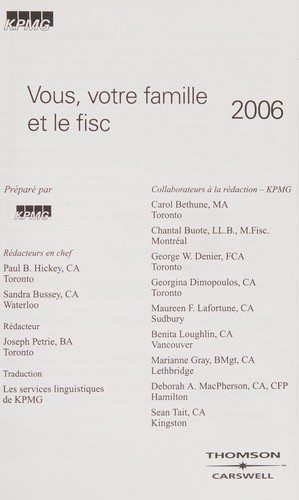 KPMG
Vous, votre famille
et le fisc
2006
Préparé par
KPMG
Rédacteurs en chef
Paul B. Hickey, CA
Toronto
Sandra Bussey, CA
Waterloo
Rédacteur
Joseph Petrie, BA
Toronto
Traduction
Les services linguistiques
de KPMG
Collaborateurs à la rédaction – KPMG
Carol Bethune, MA
Toronto
Chantal Buote, LL.B., M.Fisc.
Montréal
George W. Denier, FCA
Toronto
Georgina Dimopoulos, CA
Toronto
Maureen F. Lafortune, CA
Sudbury
Benita Loughlin, CA
Vancouver
Marianne Gray, BMgt, CA
Lethbridge
Deborah A. MacPherson, CA, CFP
Hamilton
Sean Tait, CA
Kingston
THOMSON
CARSWELL